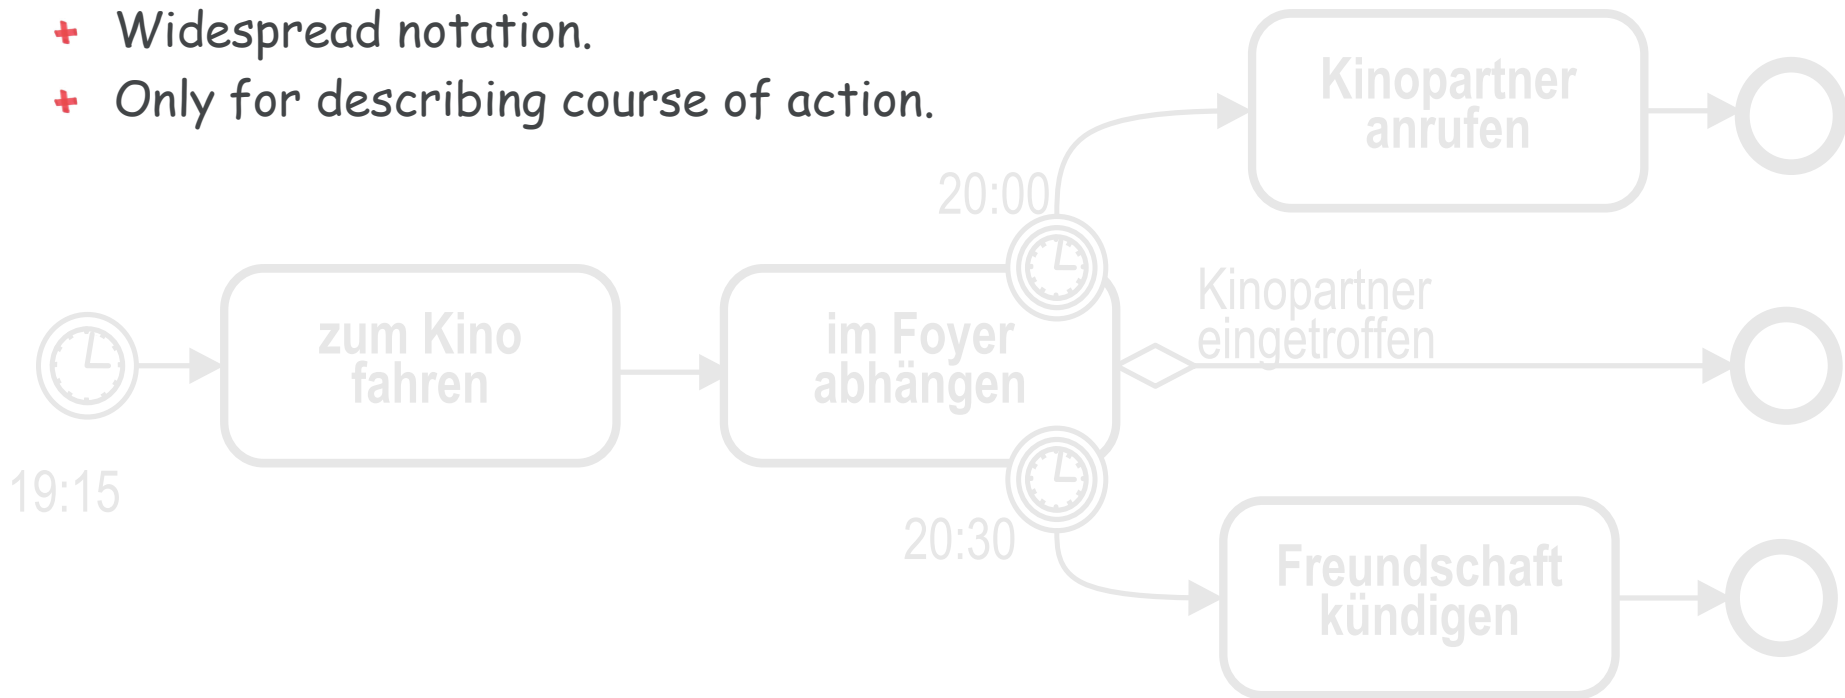 Widespread notation.
Only for describing course of action.
Kinopartner
anrufen
20:00
Kinopartner
eingetroffen
zum Kino
fahren
im Foyer
abhängen
19:15
20:30
Freundschaft
kündigen